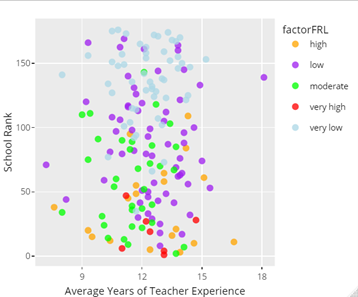 factorFRL
high
low
moderate
very high
very low
School Rank
150
100
50
0
9
12
15
18
Average Years of Teacher Experience